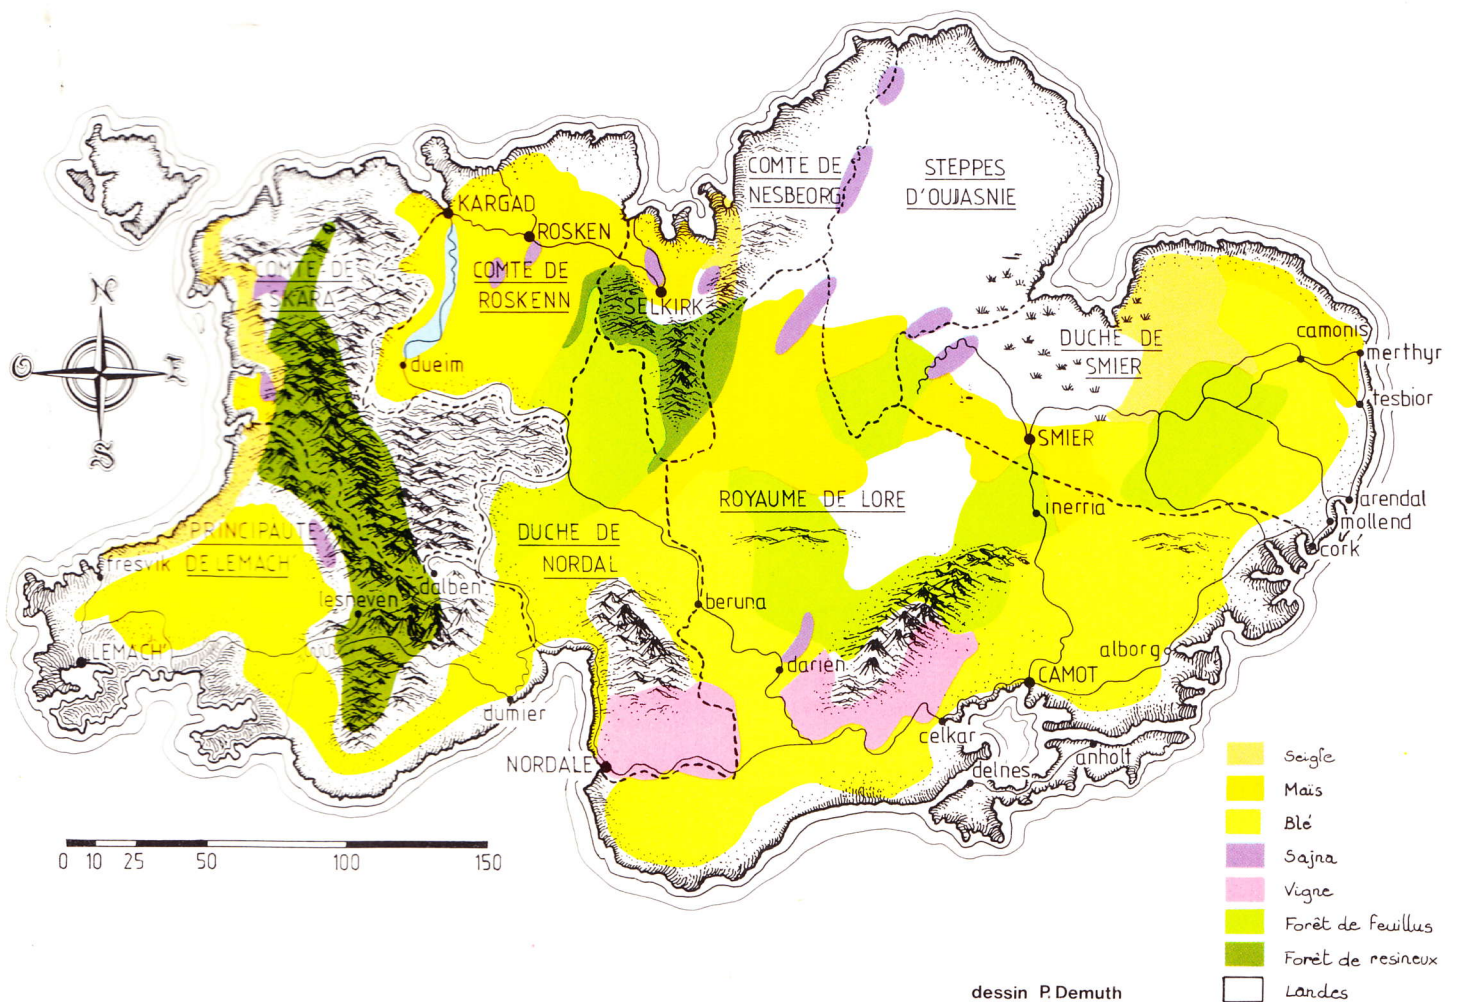 COMTE DE
NESBEORG
STEPPES
D'OUJASNIE
KARGAD
ROSKEN
COMTE DE
SKARA
COMTE DE
ROSKENN
SELKIRK
N
O
E
S
dueim
DUCHE DE
SMIER
camonis
merthyr
tesbior
SMIER
ROYAUME DE LORE
inerria
arendal
mollend
cork
PRINCIPAUTE
DE LEMACH'
fresvik
DUCHE DE
NORDAL
dalben
lesneven
beruna
LEMACH'
darien
alborg
CAMOT
dumier
celkar
NORDALE
anholt
delnes
0 10 25 50 100 150
Seigle
Maïs
Blé
Sajna
Vigne
Forêt de feuillus
Forêt de resineux
Landes
dessin P. Demuth